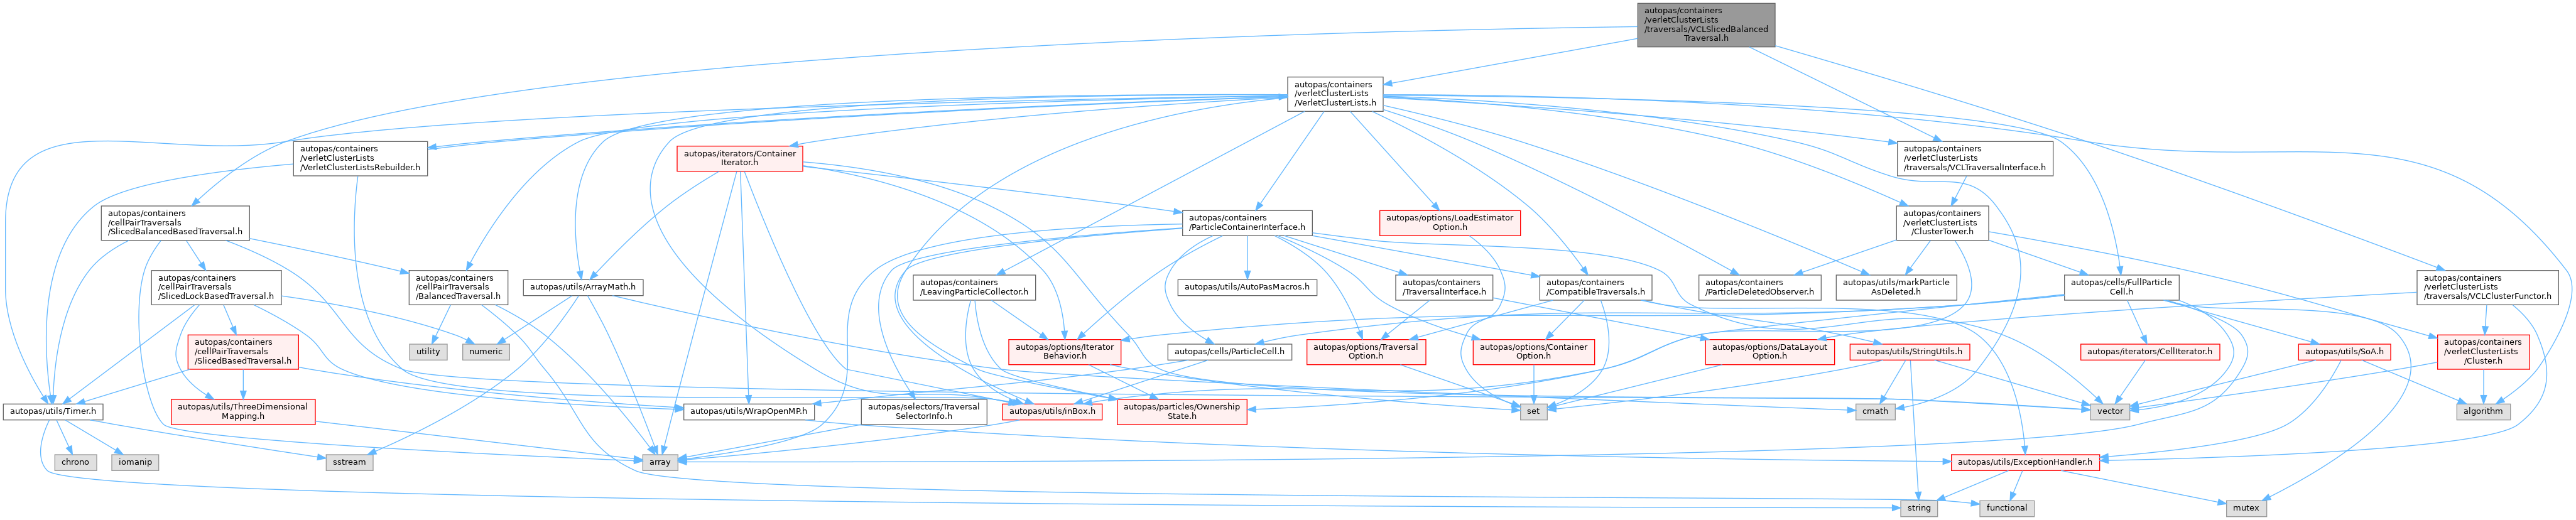 autopas/containers
/verletClusterLists
/traversals/VCLSlicedBalanced
Traversal.h
autopas/containers
/verletClusterLists
/VerletClusterLists.h
autopas/containers
/verletClusterLists
/VerletClusterListsRebuilder.h
autopas/iterators/Container
Iterator.h
autopas/containers
/verletClusterLists
/traversals/VCLTraversalInterface.h
autopas/containers
/cellPairTraversals
/SlicedBalancedBasedTraversal.h
autopas/containers
/ParticleContainerInterface.h
autopas/options/LoadEstimator
Option.h
autopas/containers
/verletClusterLists
/ClusterTower.h
autopas/containers
/cellPairTraversals
/SlicedLockBasedTraversal.h
autopas/containers
/cellPairTraversals
/BalancedTraversal.h
autopas/utils/ArrayMath.h
autopas/containers
/LeavingParticleCollector.h
autopas/utils/AutoPasMacros.h
autopas/containers
/TraversalInterface.h
autopas/containers
/CompatibleTraversals.h
autopas/containers
/ParticleDeletedObserver.h
autopas/utils/markParticle
AsDeleted.h
autopas/cells/FullParticle
Cell.h
autopas/containers
/verletClusterLists
/traversals/VCLClusterFunctor.h
autopas/containers
/cellPairTraversals
/SlicedBasedTraversal.h
utility
numeric
autopas/options/Iterator
Behavior.h
autopas/cells/ParticleCell.h
autopas/options/Traversal
Option.h
autopas/options/Container
Option.h
autopas/options/DataLayout
Option.h
autopas/utils/StringUtils.h
autopas/iterators/CellIterator.h
autopas/utils/SoA.h
autopas/containers
/verletClusterLists
/Cluster.h
autopas/utils/Timer.h
autopas/utils/ThreeDimensional
Mapping.h
autopas/utils/WrapOpenMP.h
autopas/selectors/Traversal
SelectorInfo.h
autopas/utils/inBox.h
autopas/particles/Ownership
State.h
set
cmath
vector
algorithm
chrono
iomanip
sstream
array
autopas/utils/ExceptionHandler.h
string
functional
mutex